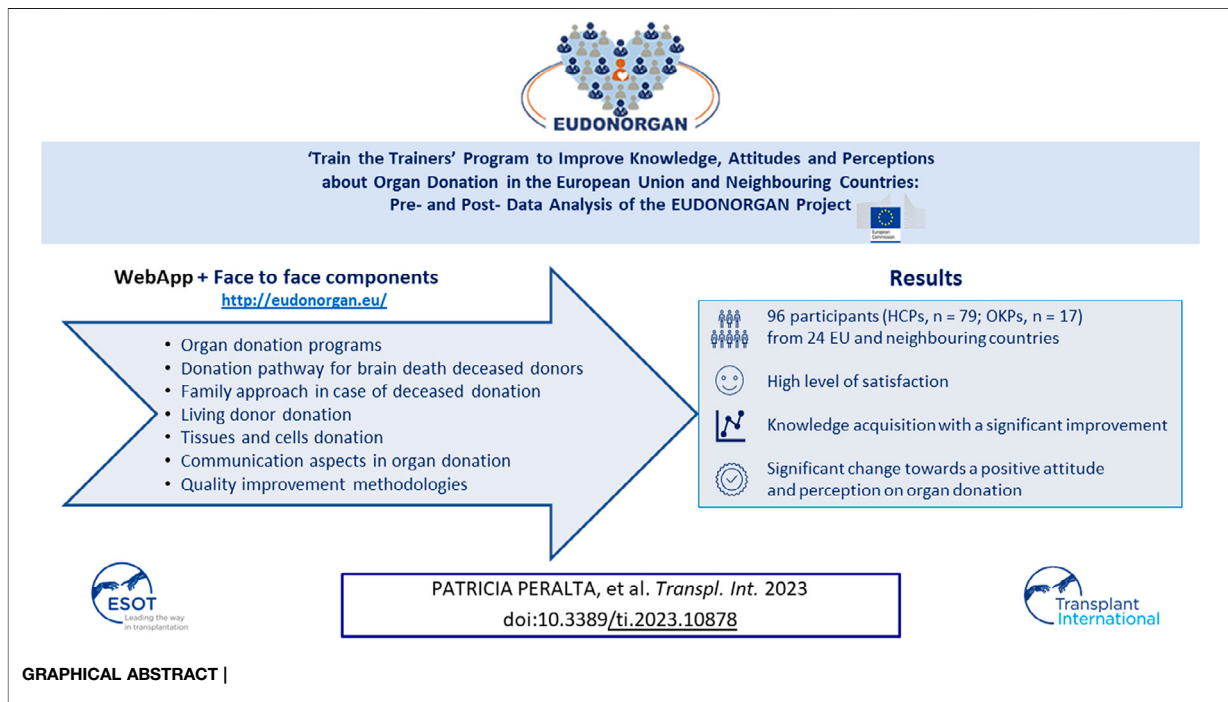 EUDONORGAN
'Train the Trainers' Program to Improve Knowledge, Attitudes and Perceptions
about Organ Donation in the European Union and Neighbouring Countries:
Pre- and Post- Data Analysis of the EUDONORGAN Project
European
Commission
WebApp + Face to face components
http://eudonorgan.eu/
• Organ donation programs
• Donation pathway for brain death deceased donors
• Family approach in case of deceased donation
• Living donor donation
• Tissues and cells donation
• Communication aspects in organ donation
• Quality improvement methodologies
Results
96 participants (HCPs, n = 79; OKPs, n = 17)
from 24 EU and neighbouring countries
High level of satisfaction
Knowledge acquisition with a significant improvement
Significant change towards a positive attitude
and perception on organ donation
ESOT
Leading the way
in transplantation
PATRICIA PERALTA, et al. Transpl. Int. 2023
doi:10.3389/ti.2023.10878
Transplant
International
GRAPHICAL ABSTRACT |